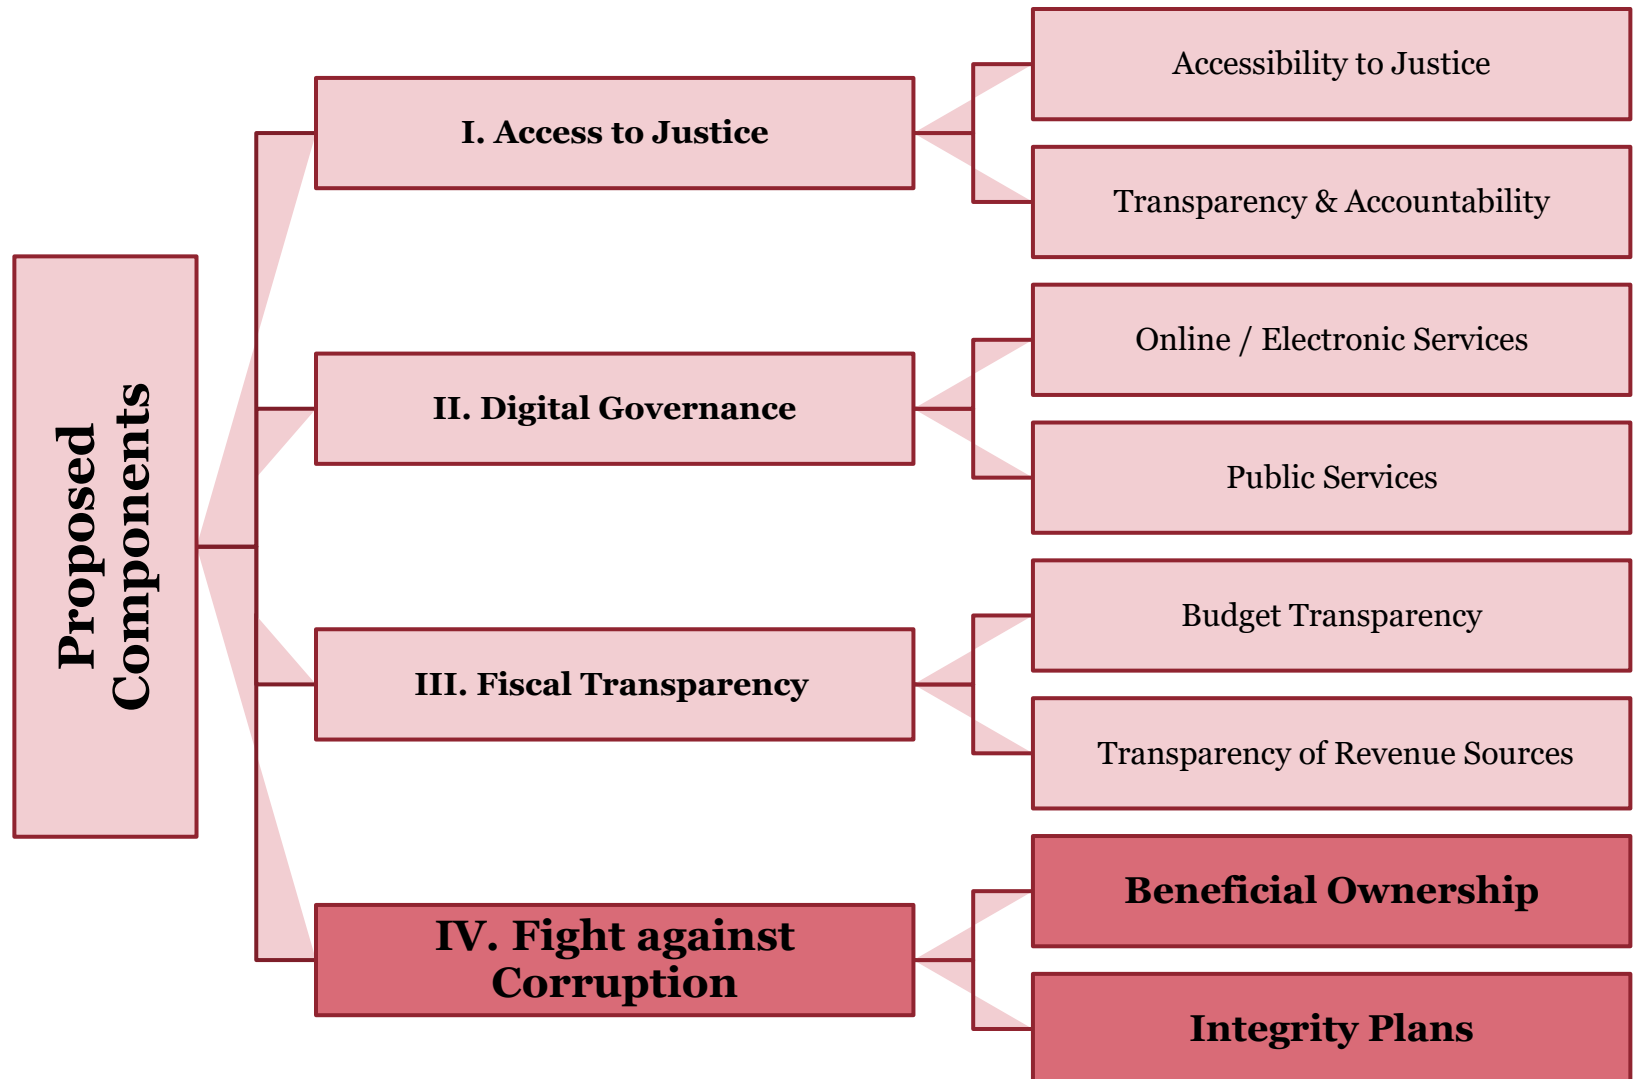 Proposed
Components
I. Access to Justice
Accessibility to Justice
Transparency & Accountability
II. Digital Governance
Online / Electronic Services
Public Services
III. Fiscal Transparency
Budget Transparency
Transparency of Revenue Sources
IV. Fight against
Corruption
Beneficial Ownership
Integrity Plans